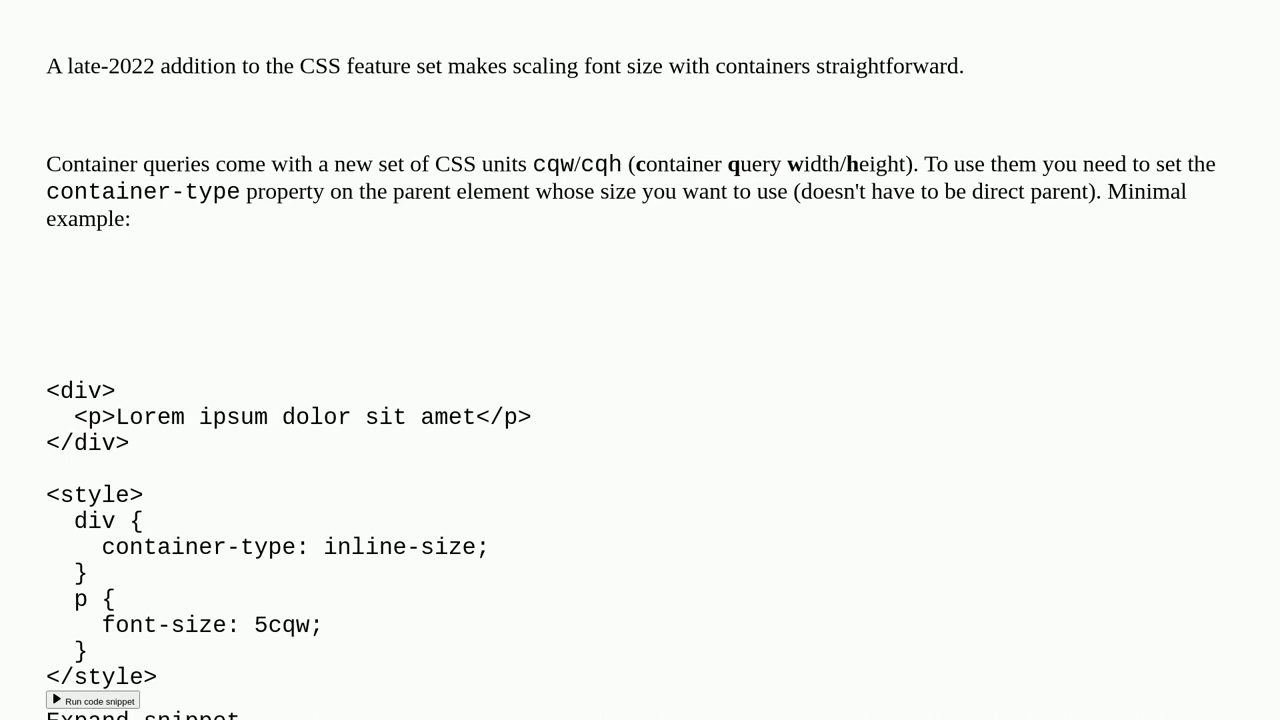 A late-2022 addition to the CSS feature set makes scaling font size with containers straightforward.
Container queries come with a new set of CSS units cqw/cqh (container query width/height). To use them you need to set the
container-type property on the parent element whose size you want to use (doesn't have to be direct parent). Minimal
example:
<div>
  <p>Lorem ipsum dolor sit amet</p>
</div>
<style>
  div {
    container-type: inline-size;
  }
  p {
    font-size: 5cqw;
  }
</style>
Run code snippet
Expand snippet